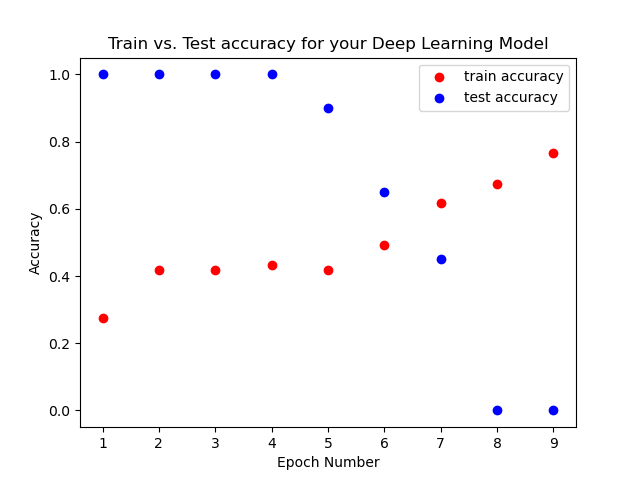 Train vs. Test accuracy for your Deep Learning Model
train accuracy
test accuracy
1.0
0.8
0.6
0.4
0.2
0.0
Accuracy
1 2 3 4 5 6 7 8 9
Epoch Number